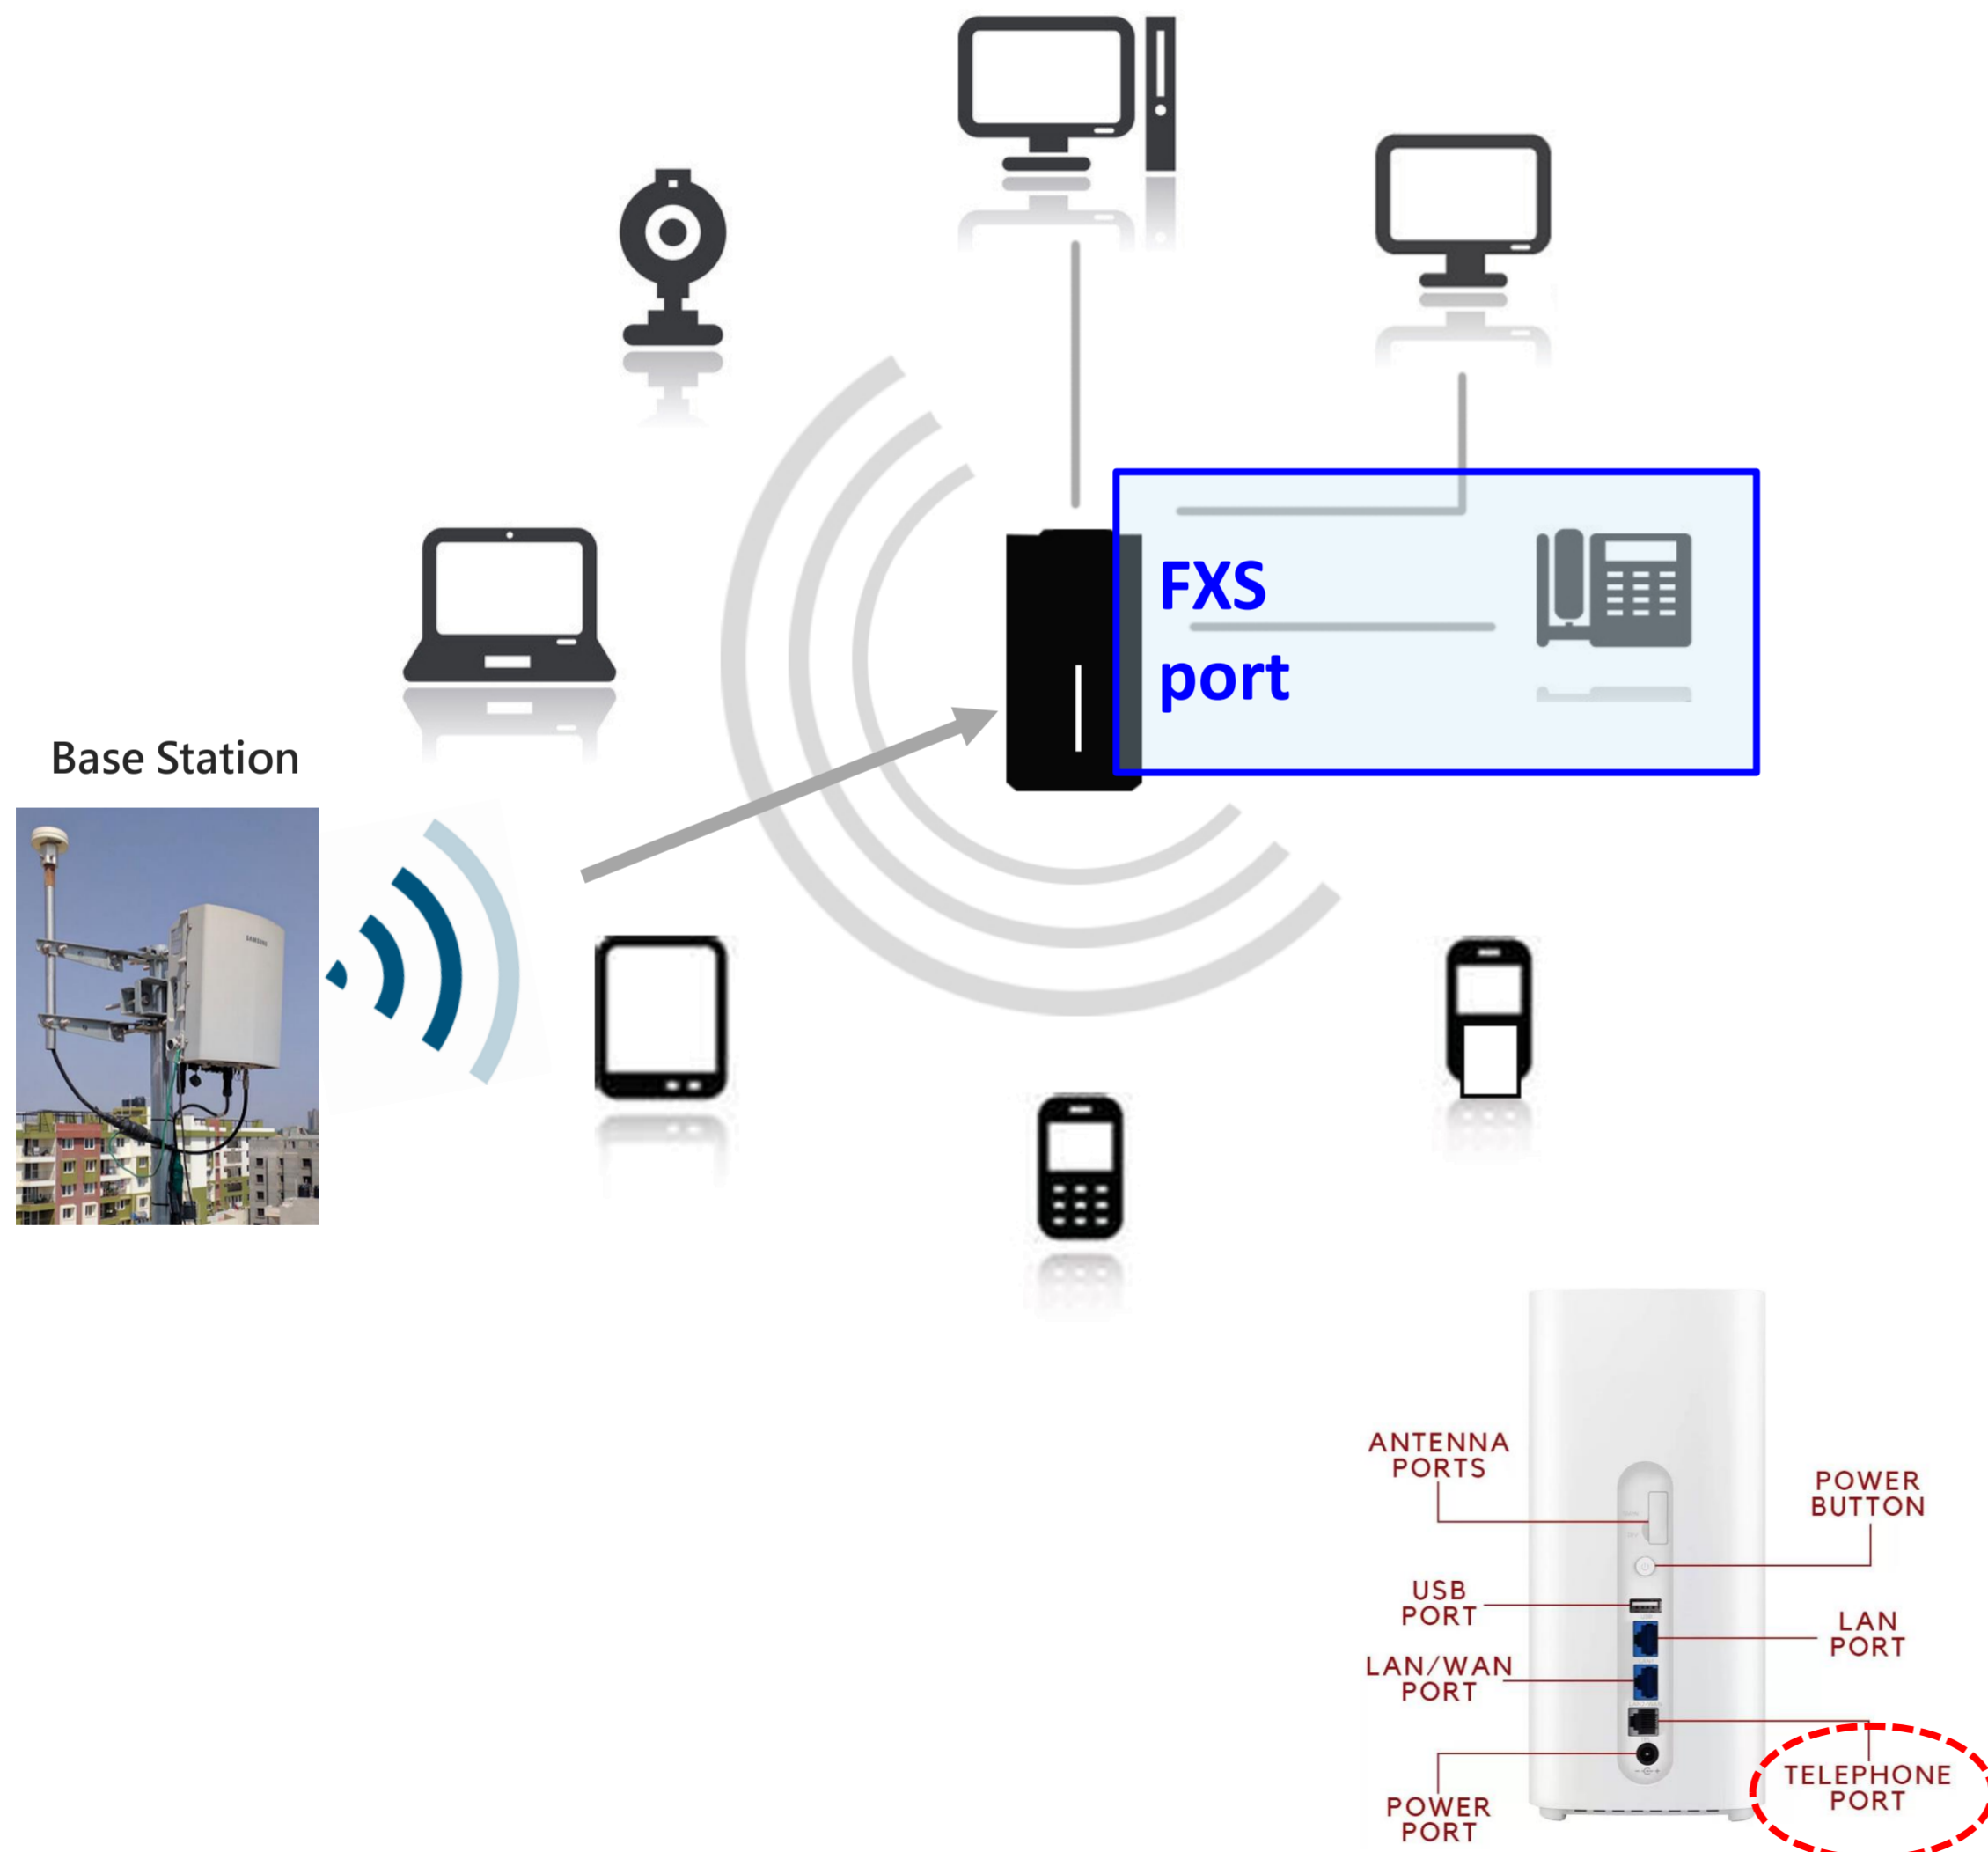 FXS
port
Base Station
SAMSUNG
ANTENNA
PORTS
POWER
BUTTON
USB
PORT
LAN
PORT
LAN/WAN
PORT
TELEPHONE
PORT
POWER
PORT